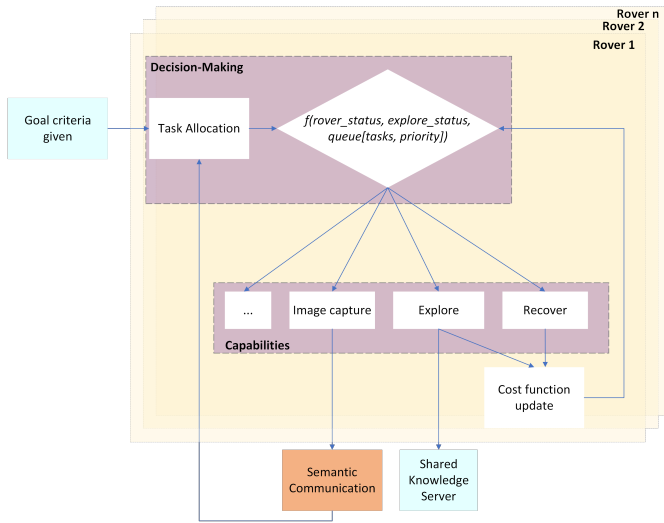 Rover n
Rover 2
Rover 1
Decision-Making
Goal criteria
given
Task Allocation
f(rover_status, explore_status,
queue[tasks, priority])
...
Image capture
Explore
Recover
Capabilities
Cost function
update
Semantic
Communication
Shared
Knowledge
Server